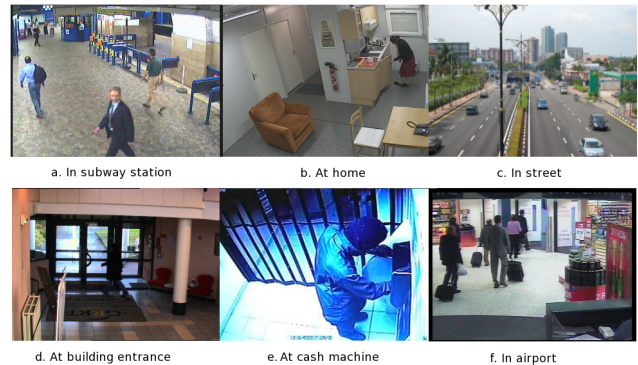 a. In subway station
b. At home
c. In street
d. At building entrance
e. At cash machine
f. In airport